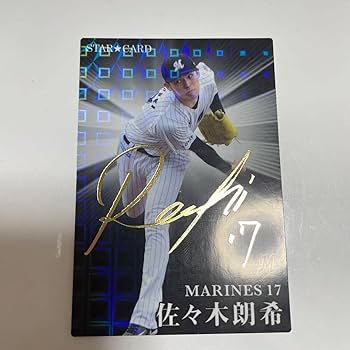 STAR★CARD
M
Roki 17
MARINES 17
佐々木朗希